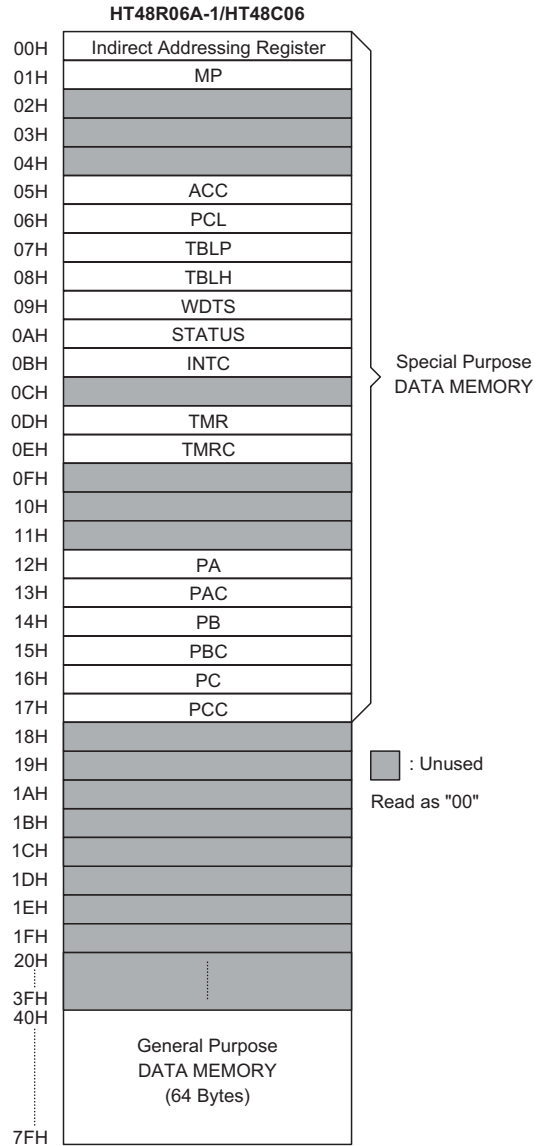 HT48R06A-1/HT48C06
00H Indirect Addressing Register
01H MP
02H
03H
04H
05H ACC
06H PCL
07H TBLP
08H TBLH
09H WDTS
0AH STATUS
0BH INTC
Special Purpose
DATA MEMORY
0CH
0DH TMR
0EH TMRC
0FH
10H
11H
12H PA
13H PAC
14H PB
15H PBC
16H PC
17H PCC
18H
19H
: Unused
Read as "00"
1AH
1BH
1CH
1DH
1EH
1FH
20H
3FH
40H
General Purpose
DATA MEMORY
(64 Bytes)
7FH